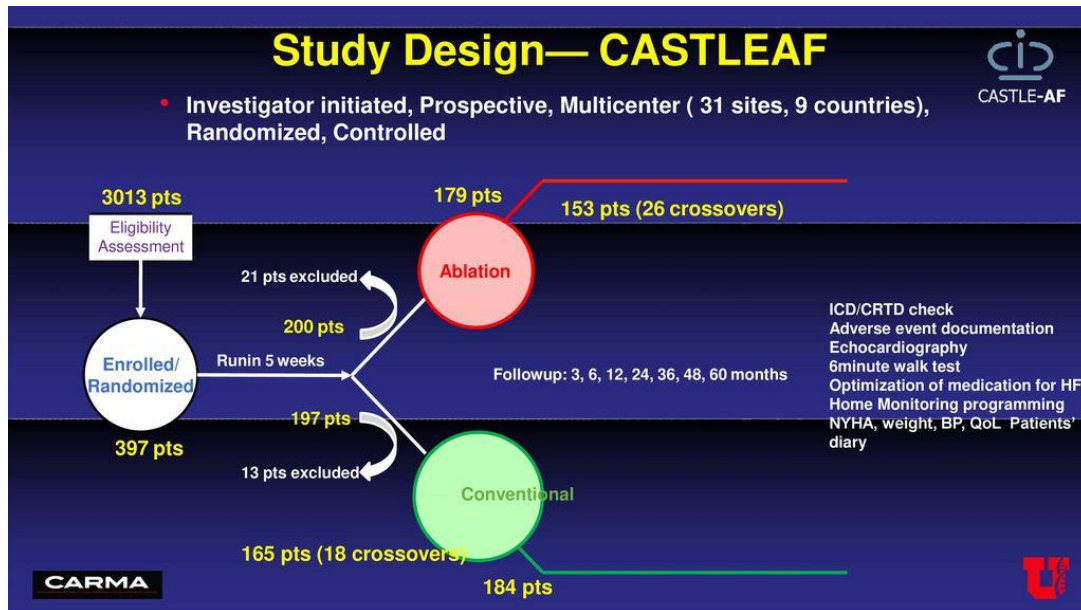 Study Design— CASTLEAF
CASTLE-AF
• Investigator initiated, Prospective, Multicenter ( 31 sites, 9 countries),
Randomized, Controlled
3013 pts
Eligibility
Assessment
179 pts
153 pts (26 crossovers)
21 pts excluded
Ablation
200 pts
Enrolled/
Randomized
Runin 5 weeks
Followup: 3, 6, 12, 24, 36, 48, 60 months
ICD/CRTD check
Adverse event documentation
Echocardiography
6minute walk test
Optimization of medication for HF
Home Monitoring programming
NYHA, weight, BP, QoL Patients'
diary
197 pts
397 pts
13 pts excluded
Conventional
165 pts (18 crossovers)
184 pts
CARMA
U